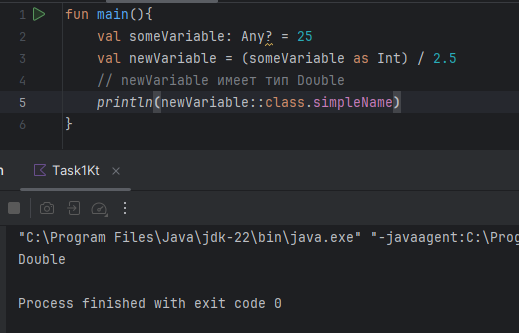 1 fun main(){
2 val someVariable: Any? = 25
3 val newVariable = (someVariable as Int) / 2.5
4 // newVariable имеет тип Double
5 println(newVariable::class.simpleName)
6 }
Task1Kt
"C:\Program Files\Java\jdk-22\bin\java.exe" "-javaagent:C:\Prog
Double
Process finished with exit code 0